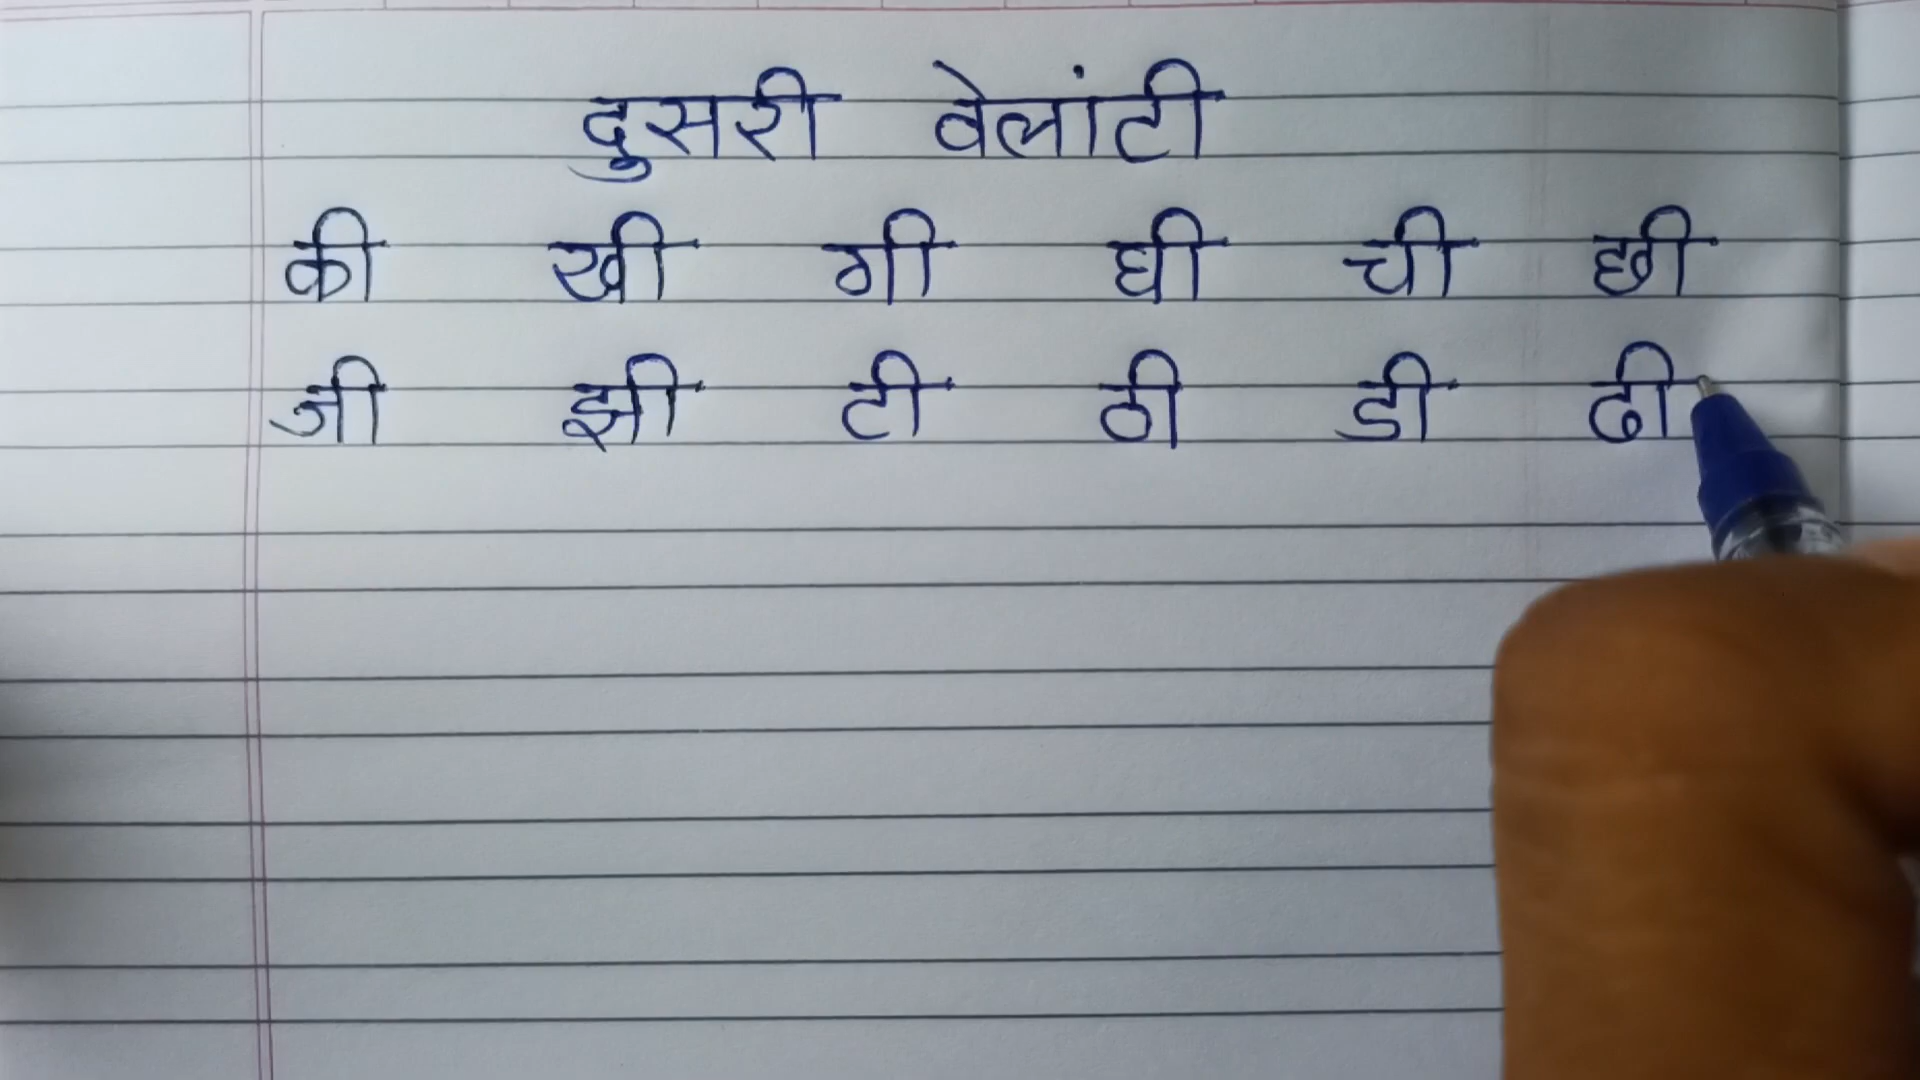 दुसरी वेलांटी
की खी गी घी ची छी
जी झी टी ठी डी ढी